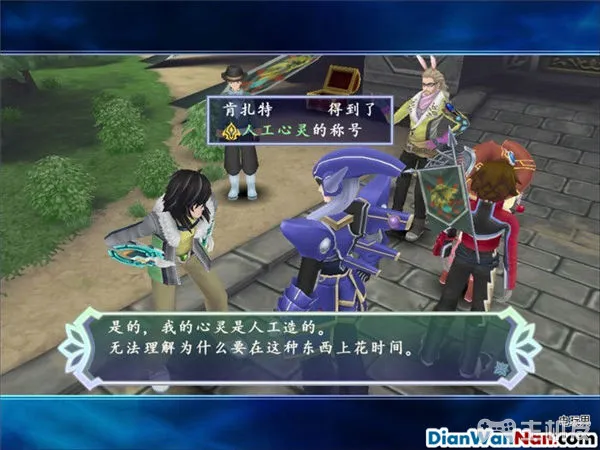 肯扎特 得到了
人工心灵的称号
是的，我的心灵是人工造的。
无法理解为什么要在这种东西上花时间。
电玩男
DianWanNan.com